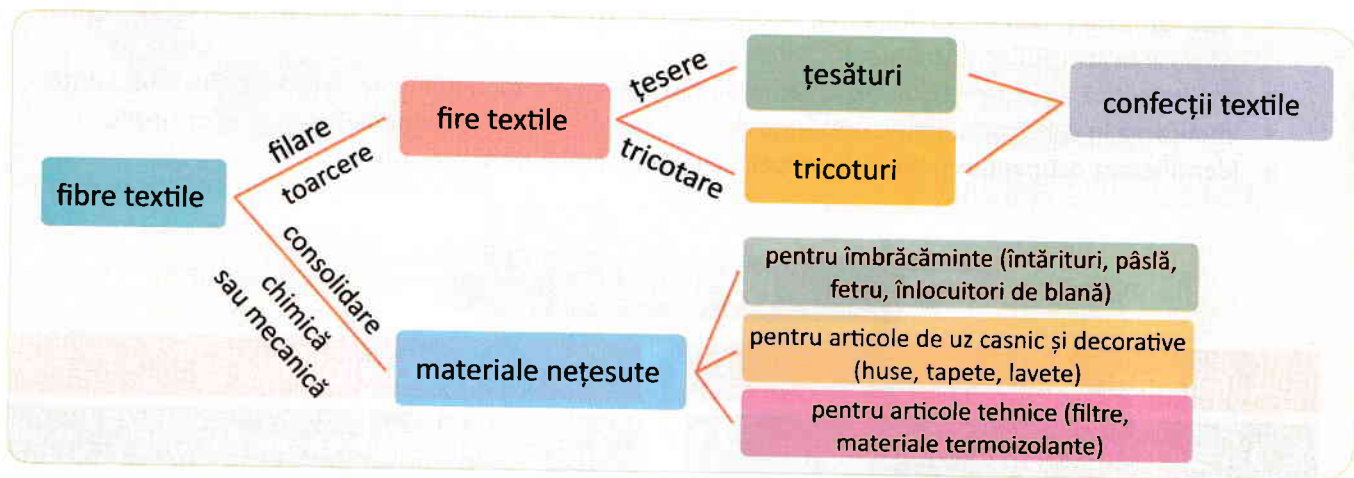 fibre textile
filare
toarcere
fire textile
țesere
tricotare
țesături
tricoturi
confecții textile
consolidare
chimică
sau mecanică
materiale nețesute
pentru îmbrăcăminte (întărituri, pâslă,
fetru, înlocuitori de blană)
pentru articole de uz casnic și decorative
(huse, tapete, lavete)
pentru articole tehnice (filtre,
materiale termoizolante)